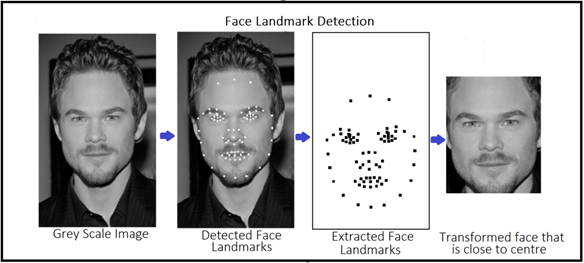 Face Landmark Detection
Grey Scale Image
Detected Face
Landmarks
Extracted Face
Landmarks
Transformed face that
is close to centre